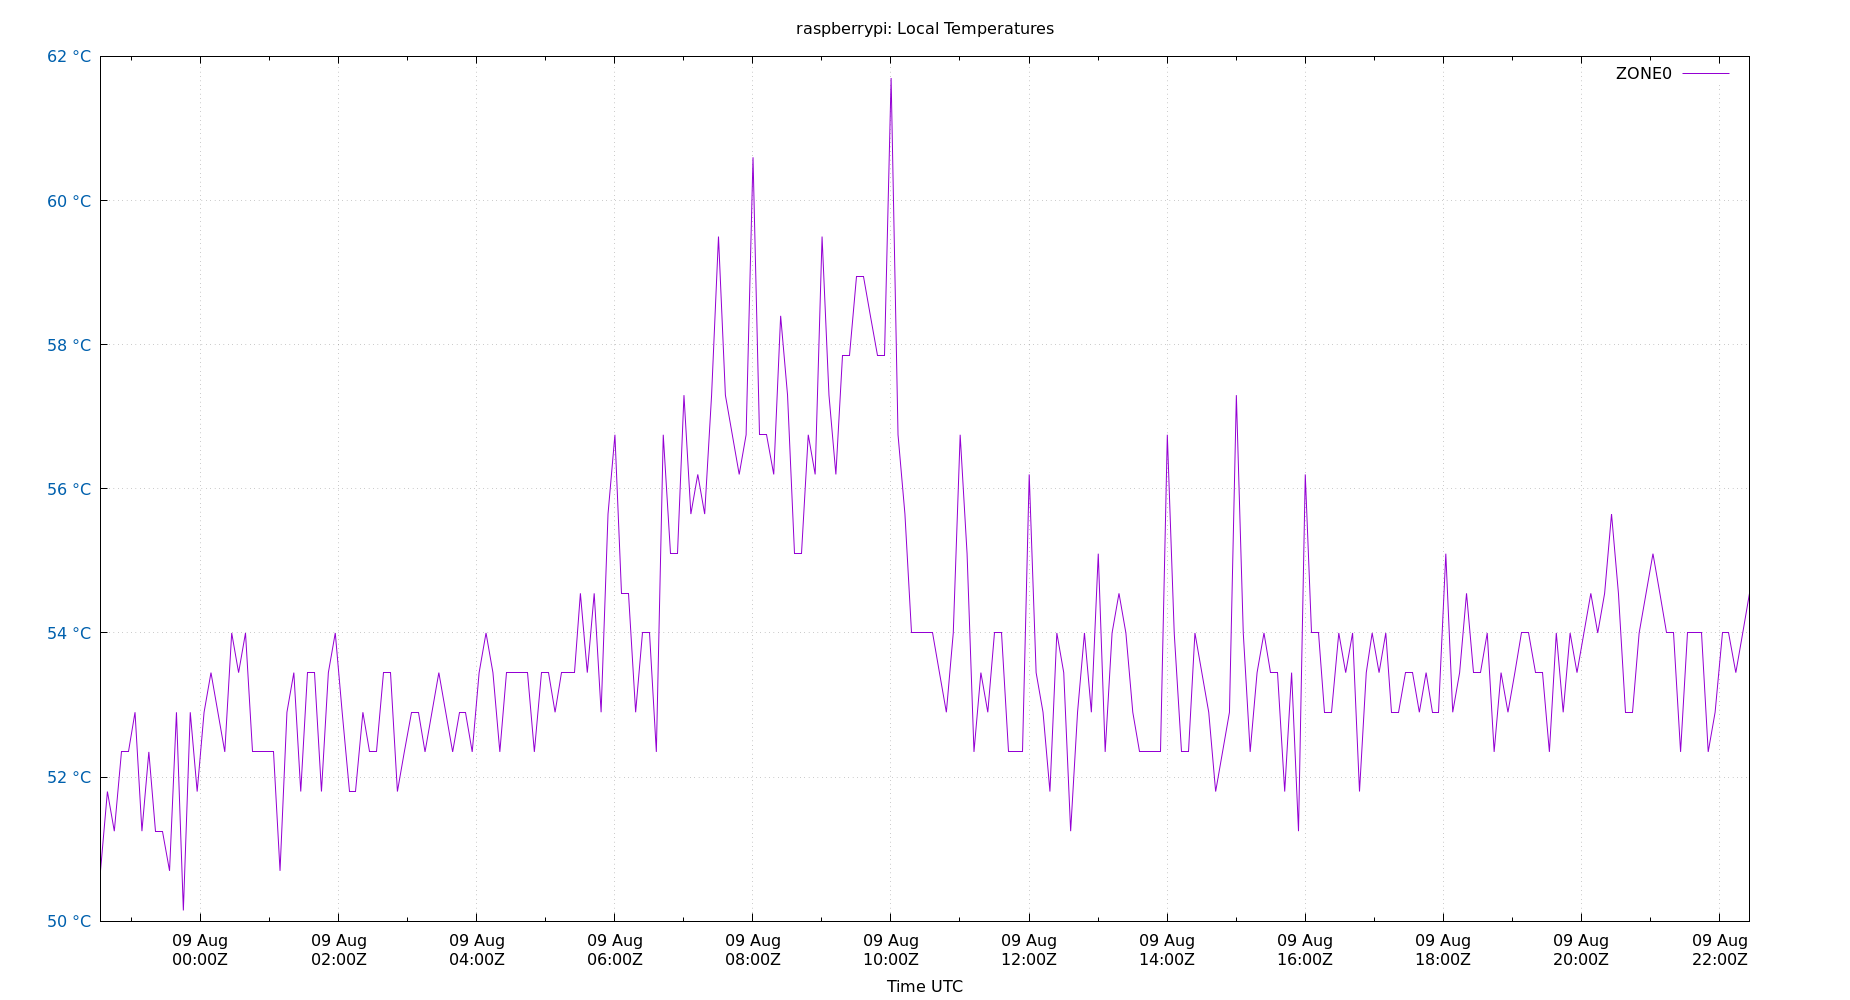 raspberrypi: Local Temperatures
62 °C
ZONE0
60 °C
58 °C
56 °C
54 °C
52 °C
50 °C
09 Aug 09 Aug 09 Aug 09 Aug 09 Aug 09 Aug 09 Aug 09 Aug 09 Aug 09 Aug 09 Aug 09 Aug
00:00Z 02:00Z 04:00Z 06:00Z 08:00Z 10:00Z 12:00Z 14:00Z 16:00Z 18:00Z 20:00Z 22:00Z
Time UTC